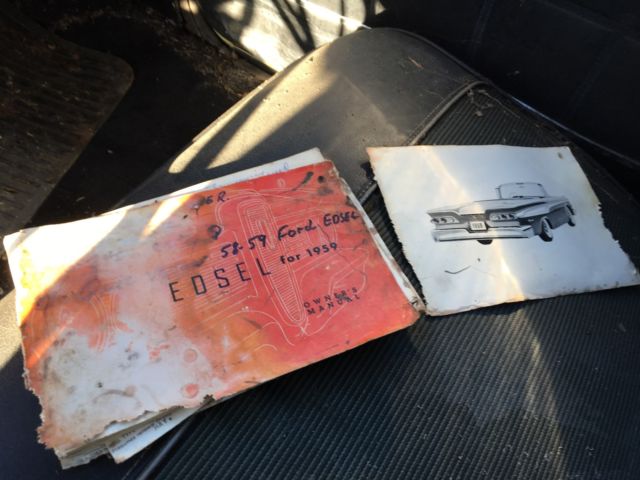 58-59 Ford EDSEL
EDSEL for 1959
OWNER'S
MANUAL